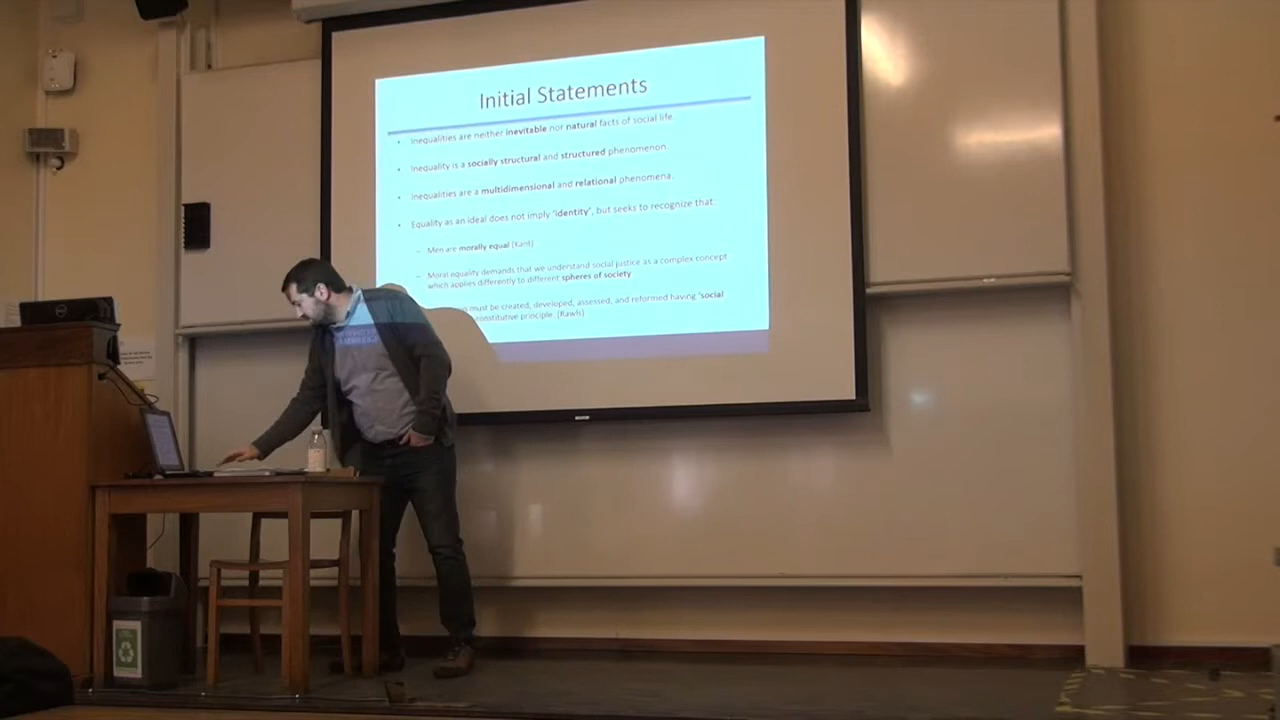 Initial Statements
• Inequalities are neither inevitable nor natural facts of social life
• Inequality is a socially structural and structured phenomenon.
• Inequalities are a multidimensional and relational phenomena.
• Equality as an ideal does not imply 'identity', but seeks to recognize that:
– Men are morally equal (Kant)
– Moral equality demands that we understand social justice as a complex concept
which applies differently to different spheres of society
must be created, developed, assessed, and reformed having 'social
constitutive principle. (Rawls)
CAMBRIDGE
DELL